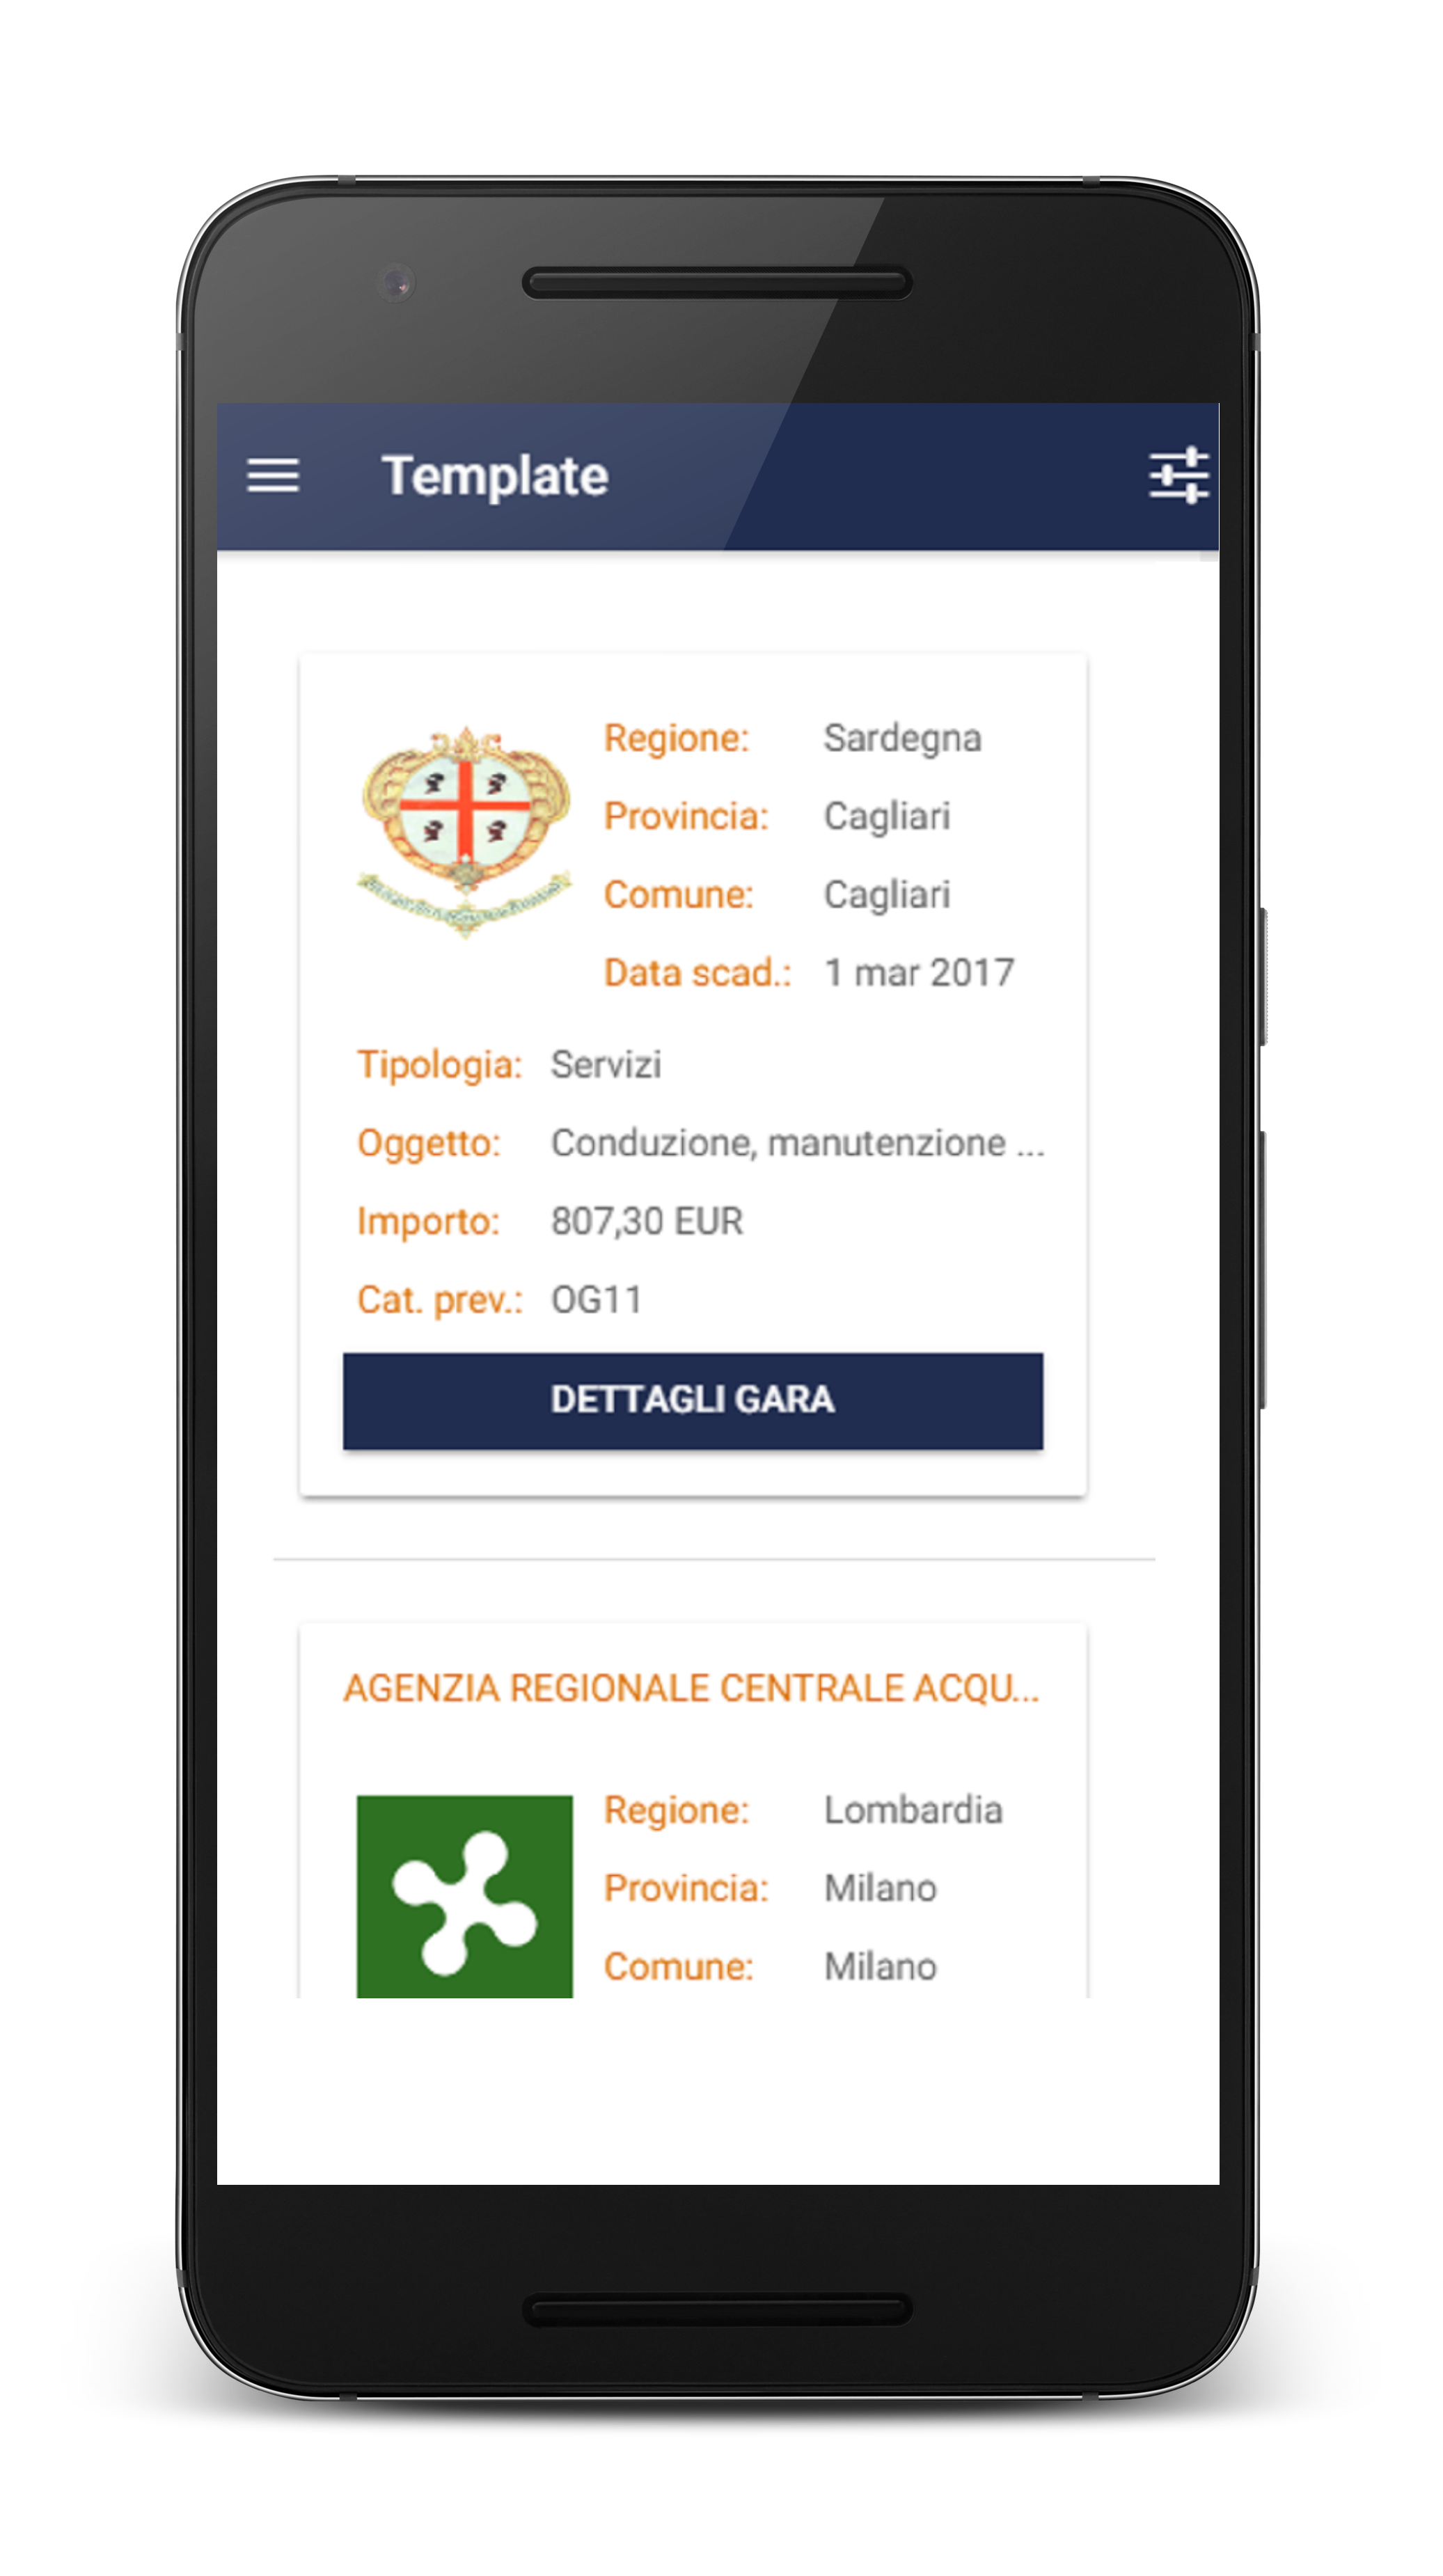 Template
Regione: Sardegna
Provincia: Cagliari
Comune: Cagliari
Data scad.: 1 mar 2017
Tipologia: Servizi
Oggetto: Conduzione, manutenzione ...
Importo: 807,30 EUR
Cat. prev.: OG11
DETTAGLI GARA
AGENZIA REGIONALE CENTRALE ACQU...
Regione: Lombardia
Provincia: Milano
Comune: Milano